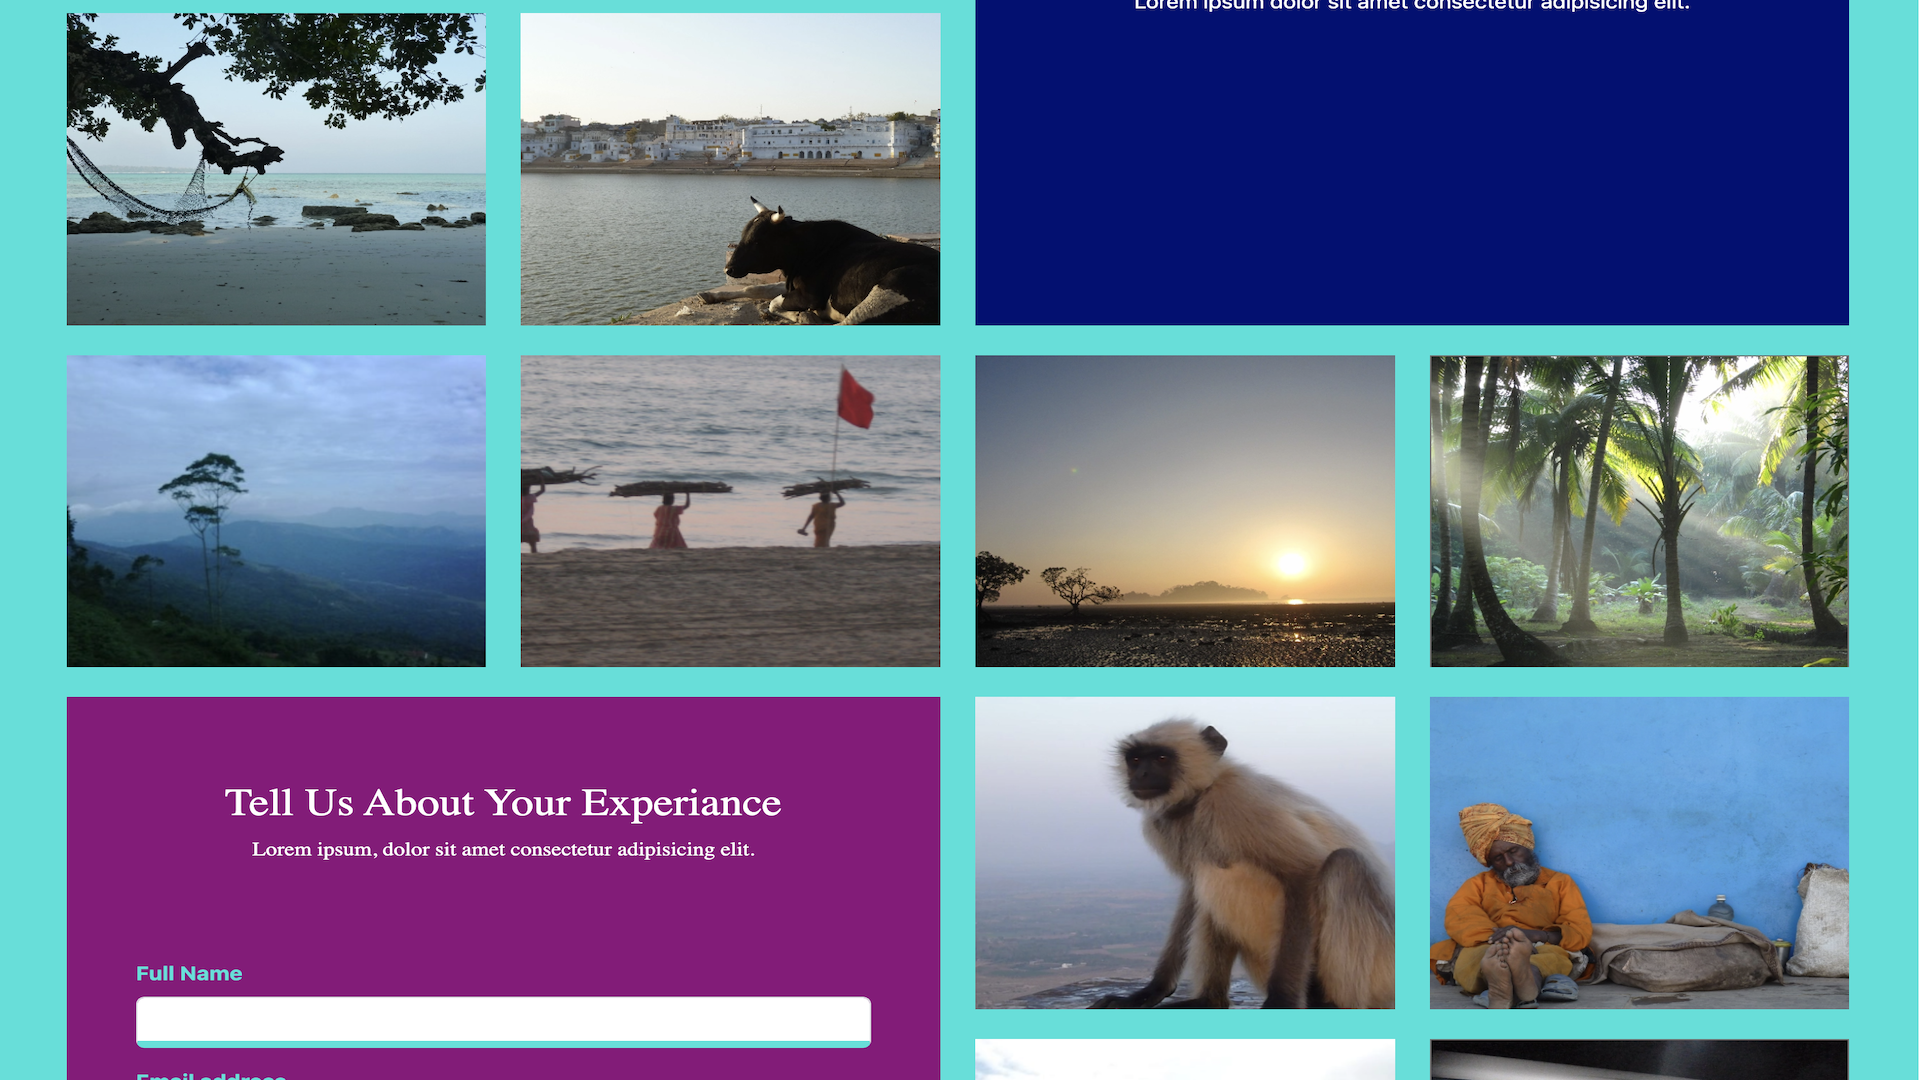 Lorem ipsum dolor sit amet consectetur adipisicing elit.
Tell Us About Your Experiance
Lorem ipsum, dolor sit amet consectetur adipisicing elit.
Full Name
Email address